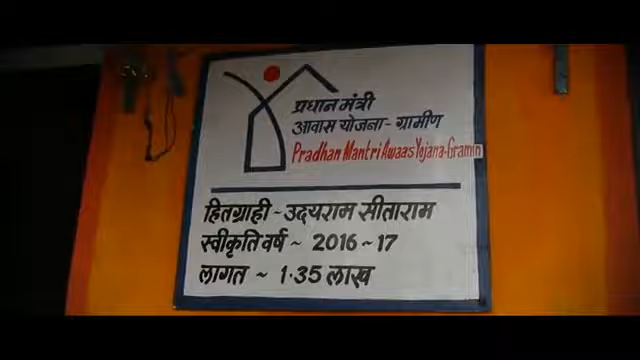 प्रधान मंत्री
आवास योजना - ग्रामीण
Pradhan Mantri Awaas Yojana-Gramin
हितग्राही - उदयराम सीताराम
स्वीकृति वर्ष ~ 2016 ~ 17
लागत ~ 1.35 लाख